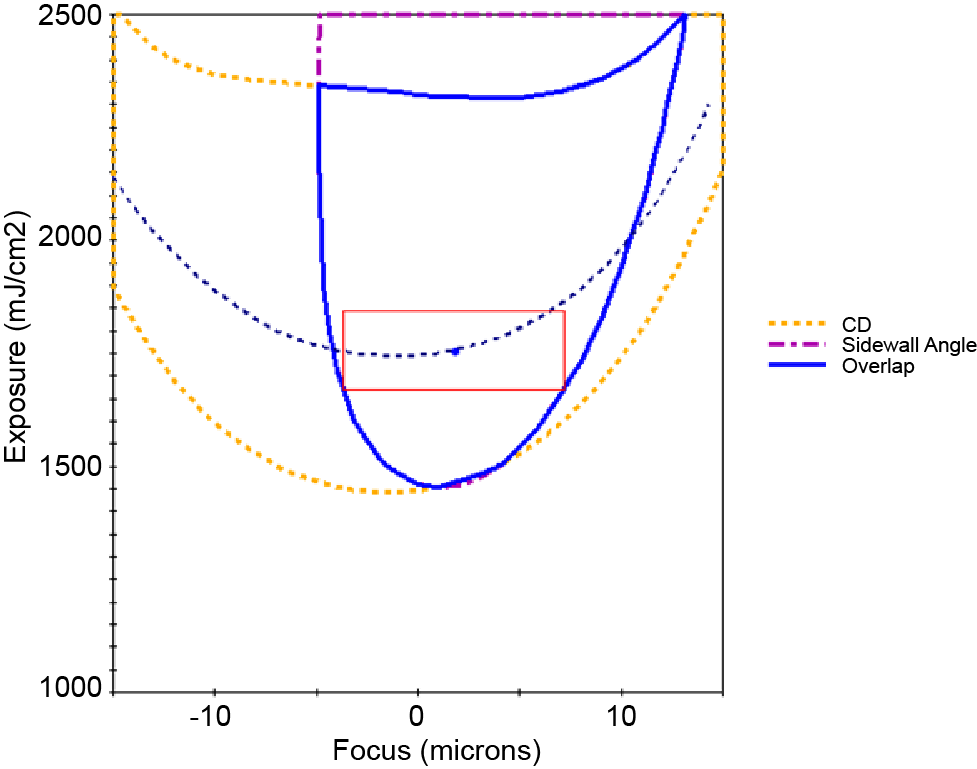 2500
2000
1500
1000
Exposure (mJ/cm2)
-10
0
10
Focus (microns)
CD
Sidewall Angle
Overlap